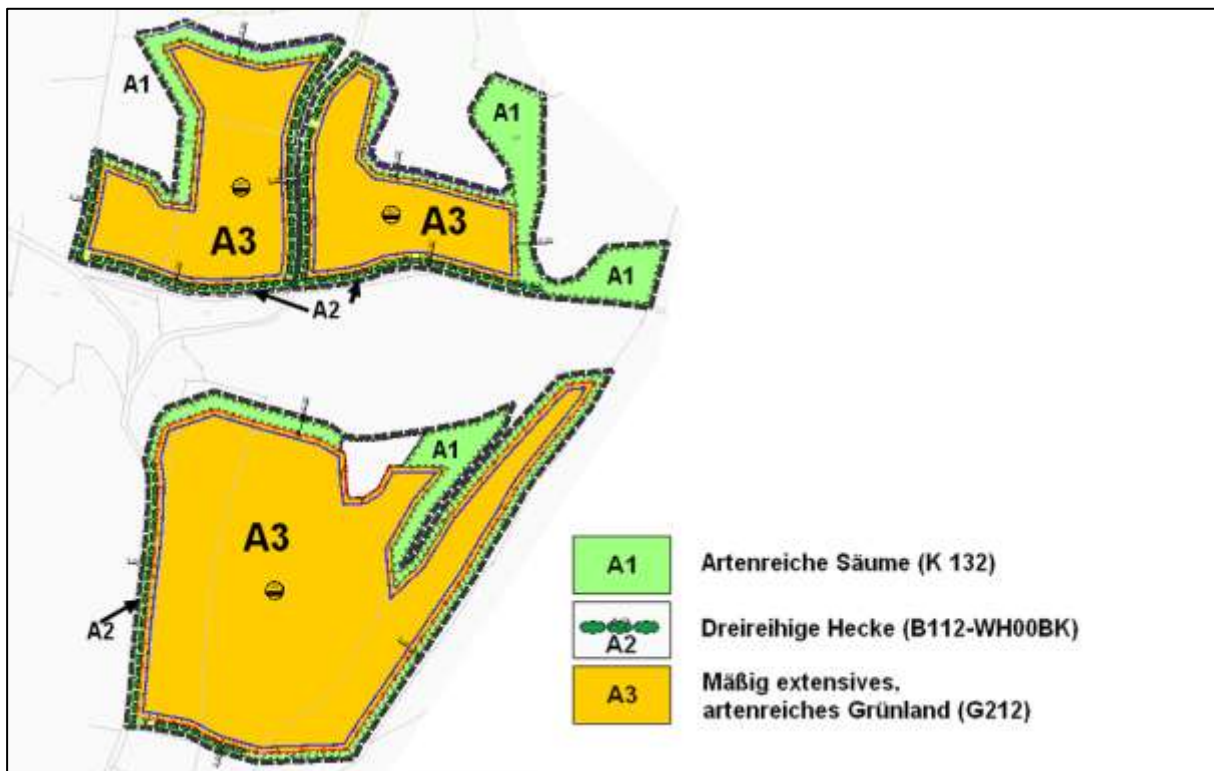 A1
A1
A3
A3
A1
A2
A1
A3
A2
A1
Artenreiche Säume (K 132)
A2
Dreireihige Hecke (B112-WH00BK)
A3
Mäßig extensives,
artenreiches Grünland (G212)